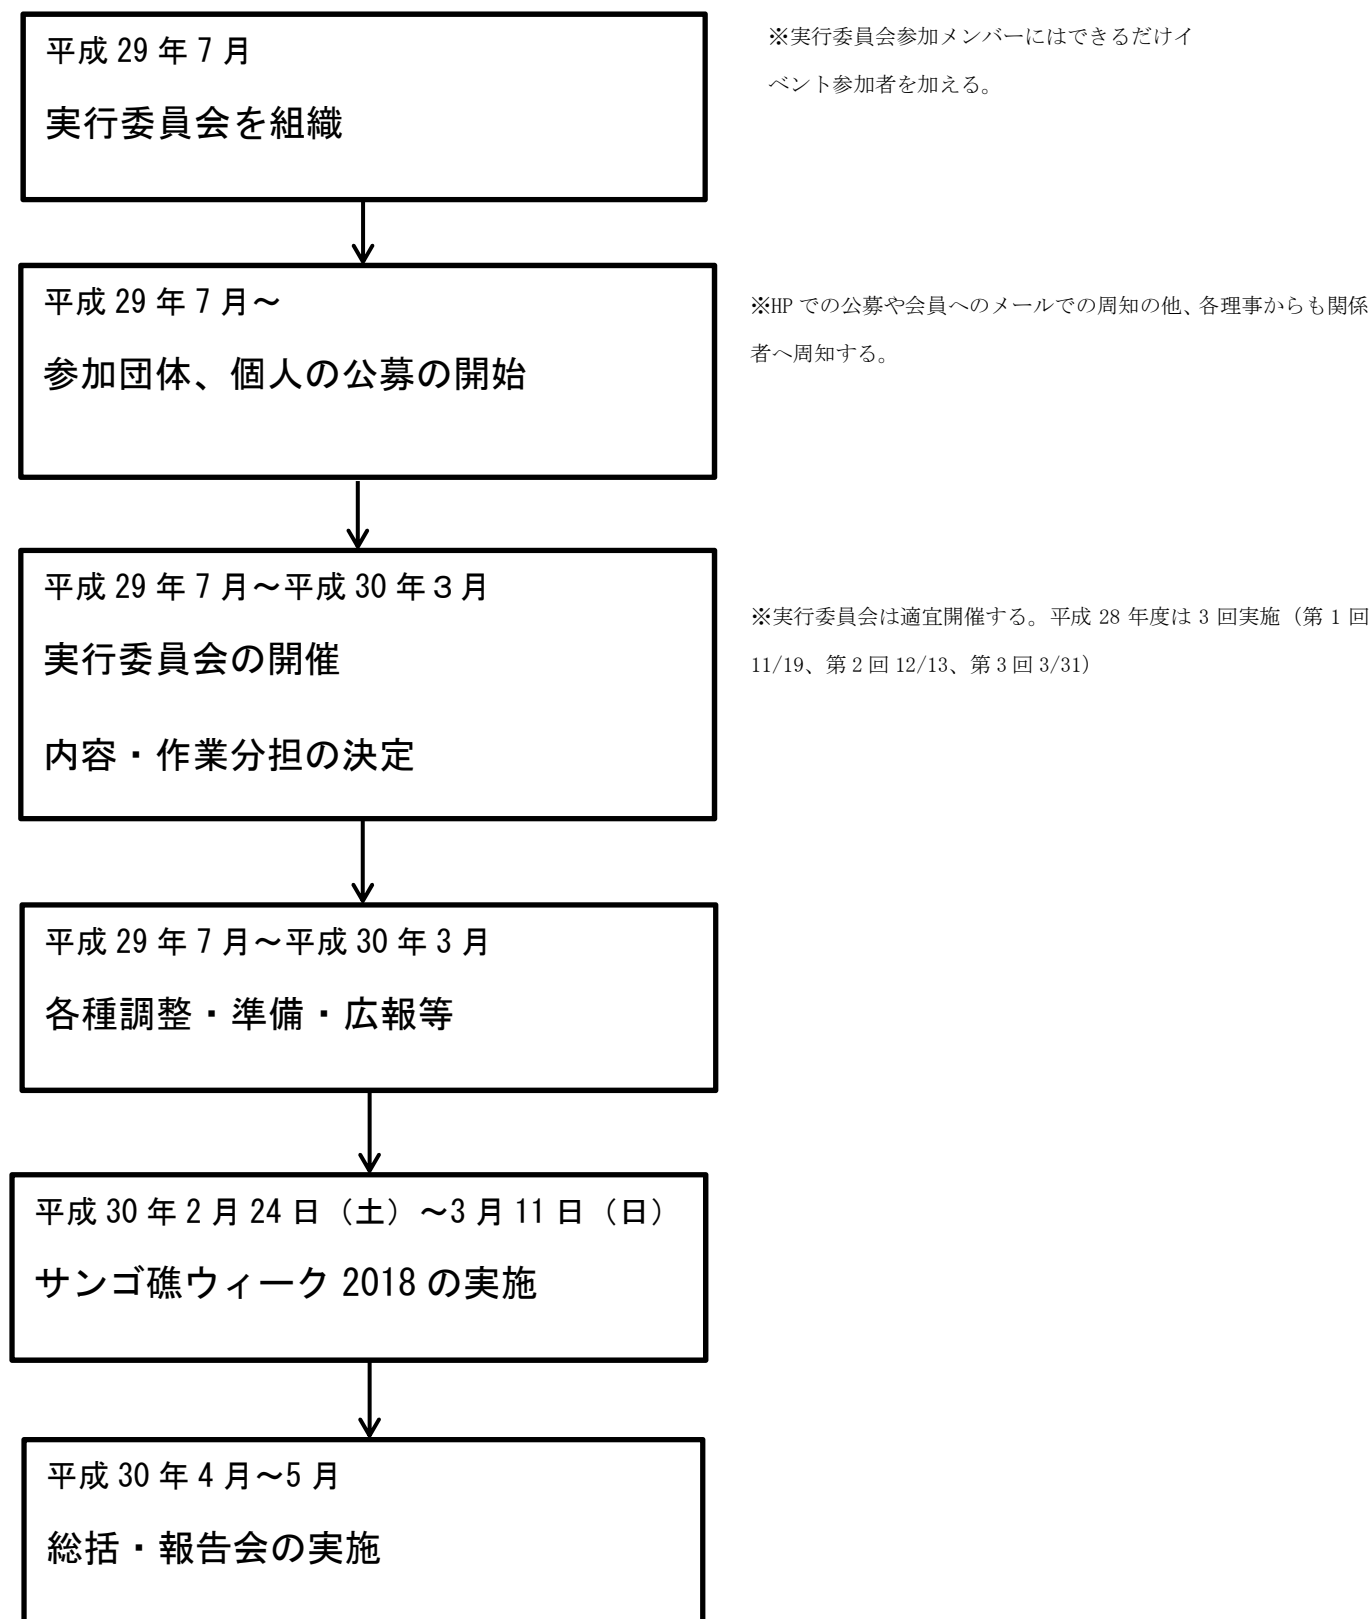 平成 29 年 7 月
実行委員会を組織
※実行委員会参加メンバーにはできるだけイ
ベント参加者を加える。
平成 29 年 7 月～
参加団体、個人の公募の開始
※HP での公募や会員へのメールでの周知の他、各理事からも関係
者へ周知する。
平成 29 年 7 月～平成 30 年３月
実行委員会の開催
内容・作業分担の決定
※実行委員会は適宜開催する。平成 28 年度は 3 回実施（第 1 回
11/19、第 2 回 12/13、第 3 回 3/31）
平成 29 年 7 月～平成 30 年 3 月
各種調整・準備・広報等
平成 30 年 2 月 24 日（土）～3 月 11 日（日）
サンゴ礁ウィーク 2018 の実施
平成 30 年 4 月～5 月
総括・報告会の実施